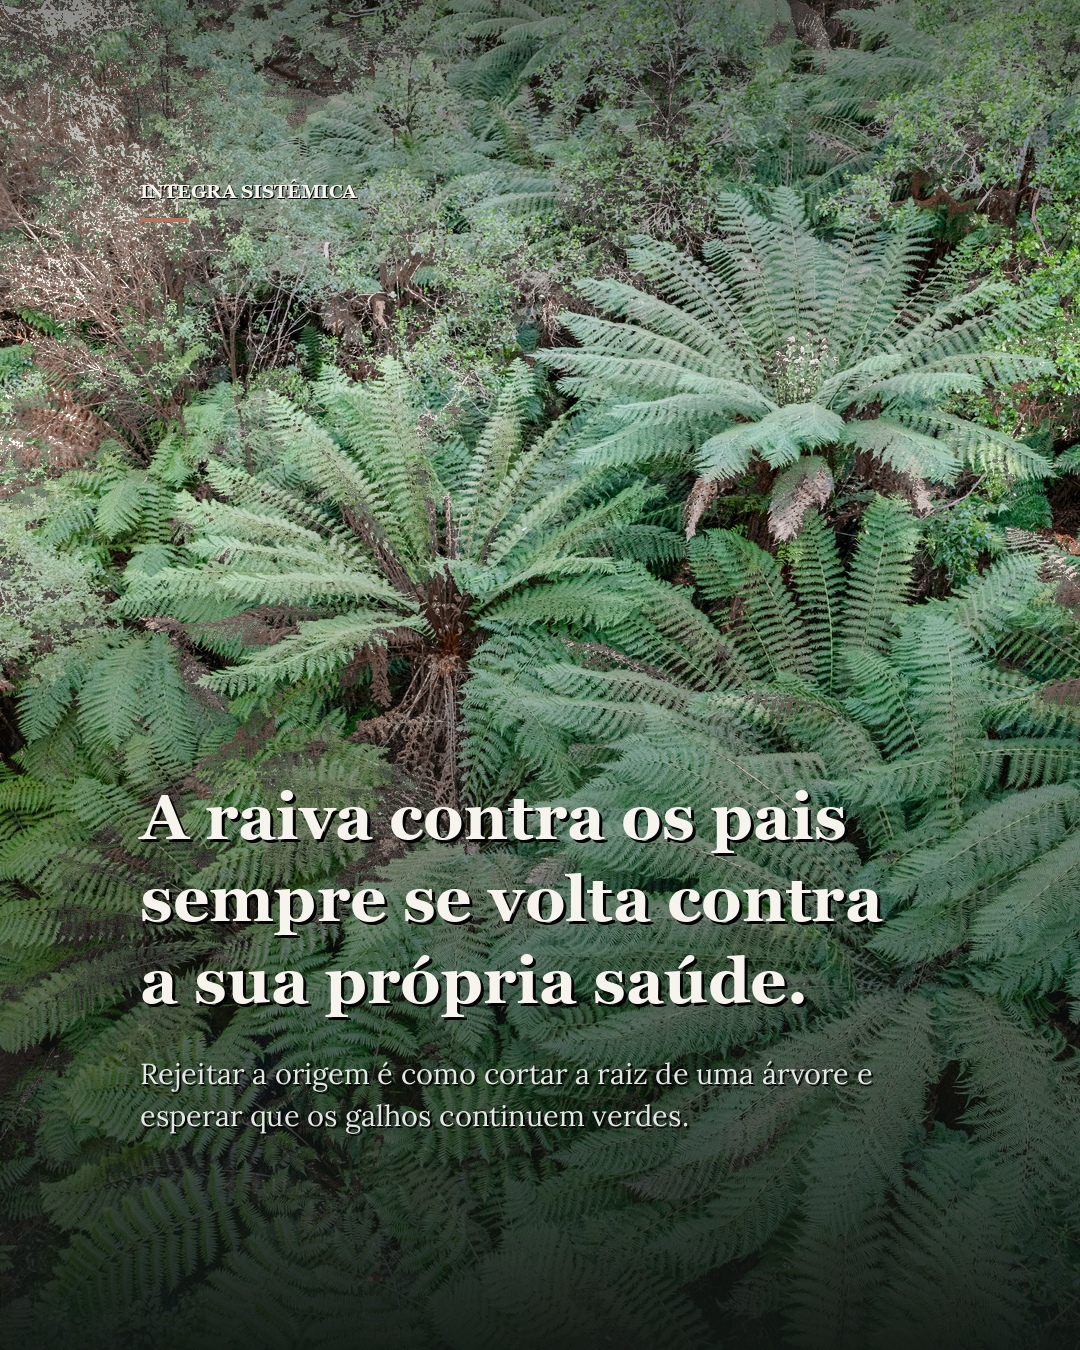 INTEGRA SISTÊMICA
A raiva contra os pais
sempre se volta contra
a sua própria saúde.
Rejeitar a origem é como cortar a raiz de uma árvore e
esperar que os galhos continuem verdes.